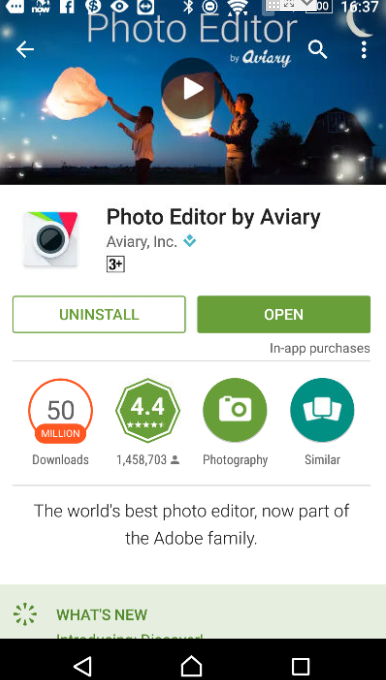 now
16:37
Photo Editor
by Aviary
Photo Editor by Aviary
Aviary, Inc.
3+
UNINSTALL
OPEN
In-app purchases
50
MILLION
4.4
Downloads
1,458,703
Photography
Similar
The world's best photo editor, now part of
the Adobe family.
WHAT'S NEW
Introducing: Discover!